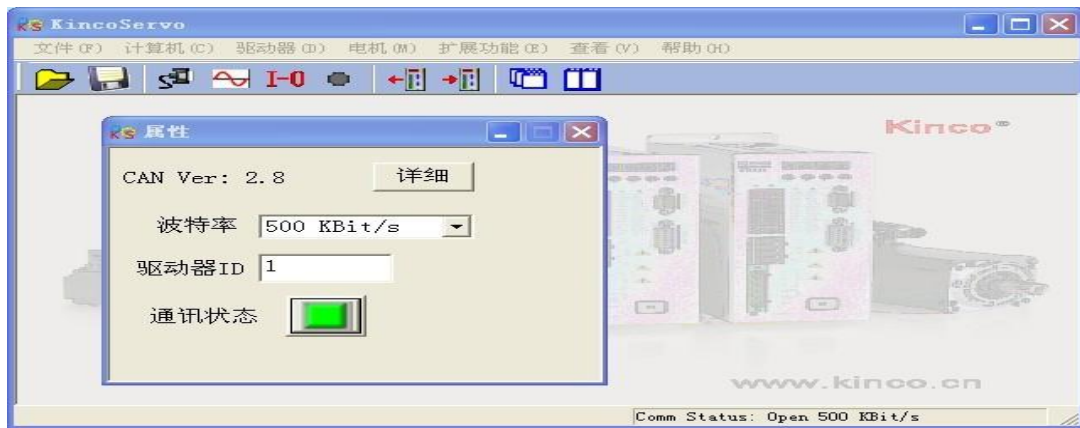 KincoServo
文件(F) 计算机(C) 驱动器(D) 电机(M) 扩展功能(E) 查看(V) 帮助(H)
I-O
属性
Kinco®
CAN Ver: 2.8 详细
波特率 500 KBit/s
驱动器ID 1
通讯状态
www.kinco.cn
Comm Status: Open 500 KBit/s